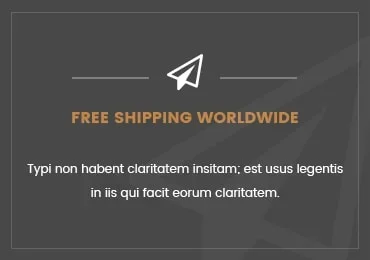 FREE SHIPPING WORLDWIDE
Typi non habent claritatem insitam; est usus legentis
in iis qui facit eorum claritatem.